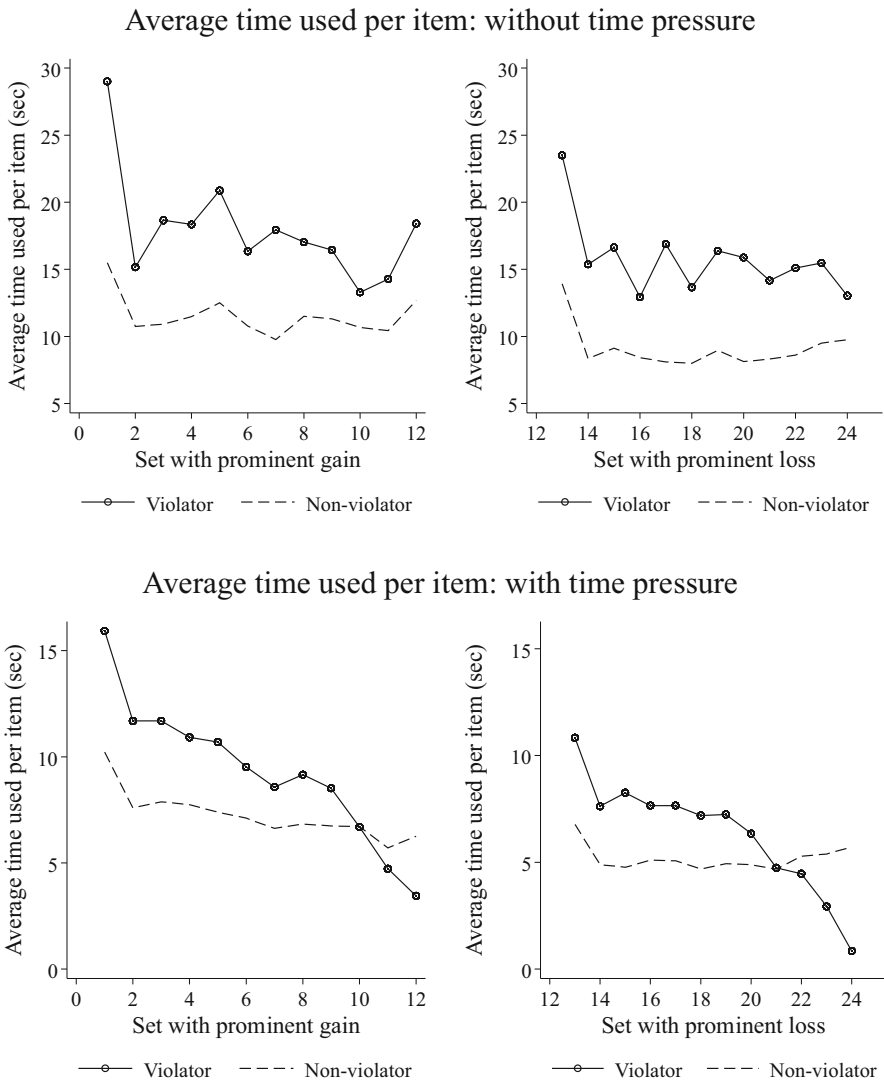 Average time used per item: without time pressure
Average time used per item (sec)
30
25
20
15
10
5
0 2 4 6 8 10 12
Set with prominent gain
Violator Non-violator
Average time used per item (sec)
30
25
20
15
10
5
12 14 16 18 20 22 24
Set with prominent loss
Violator Non-violator
Average time used per item: with time pressure
Average time used per item (sec)
15
10
5
0
0 2 4 6 8 10 12
Set with prominent gain
Violator Non-violator
Average time used per item (sec)
15
10
5
0
12 14 16 18 20 22 24
Set with prominent loss
Violator Non-violator